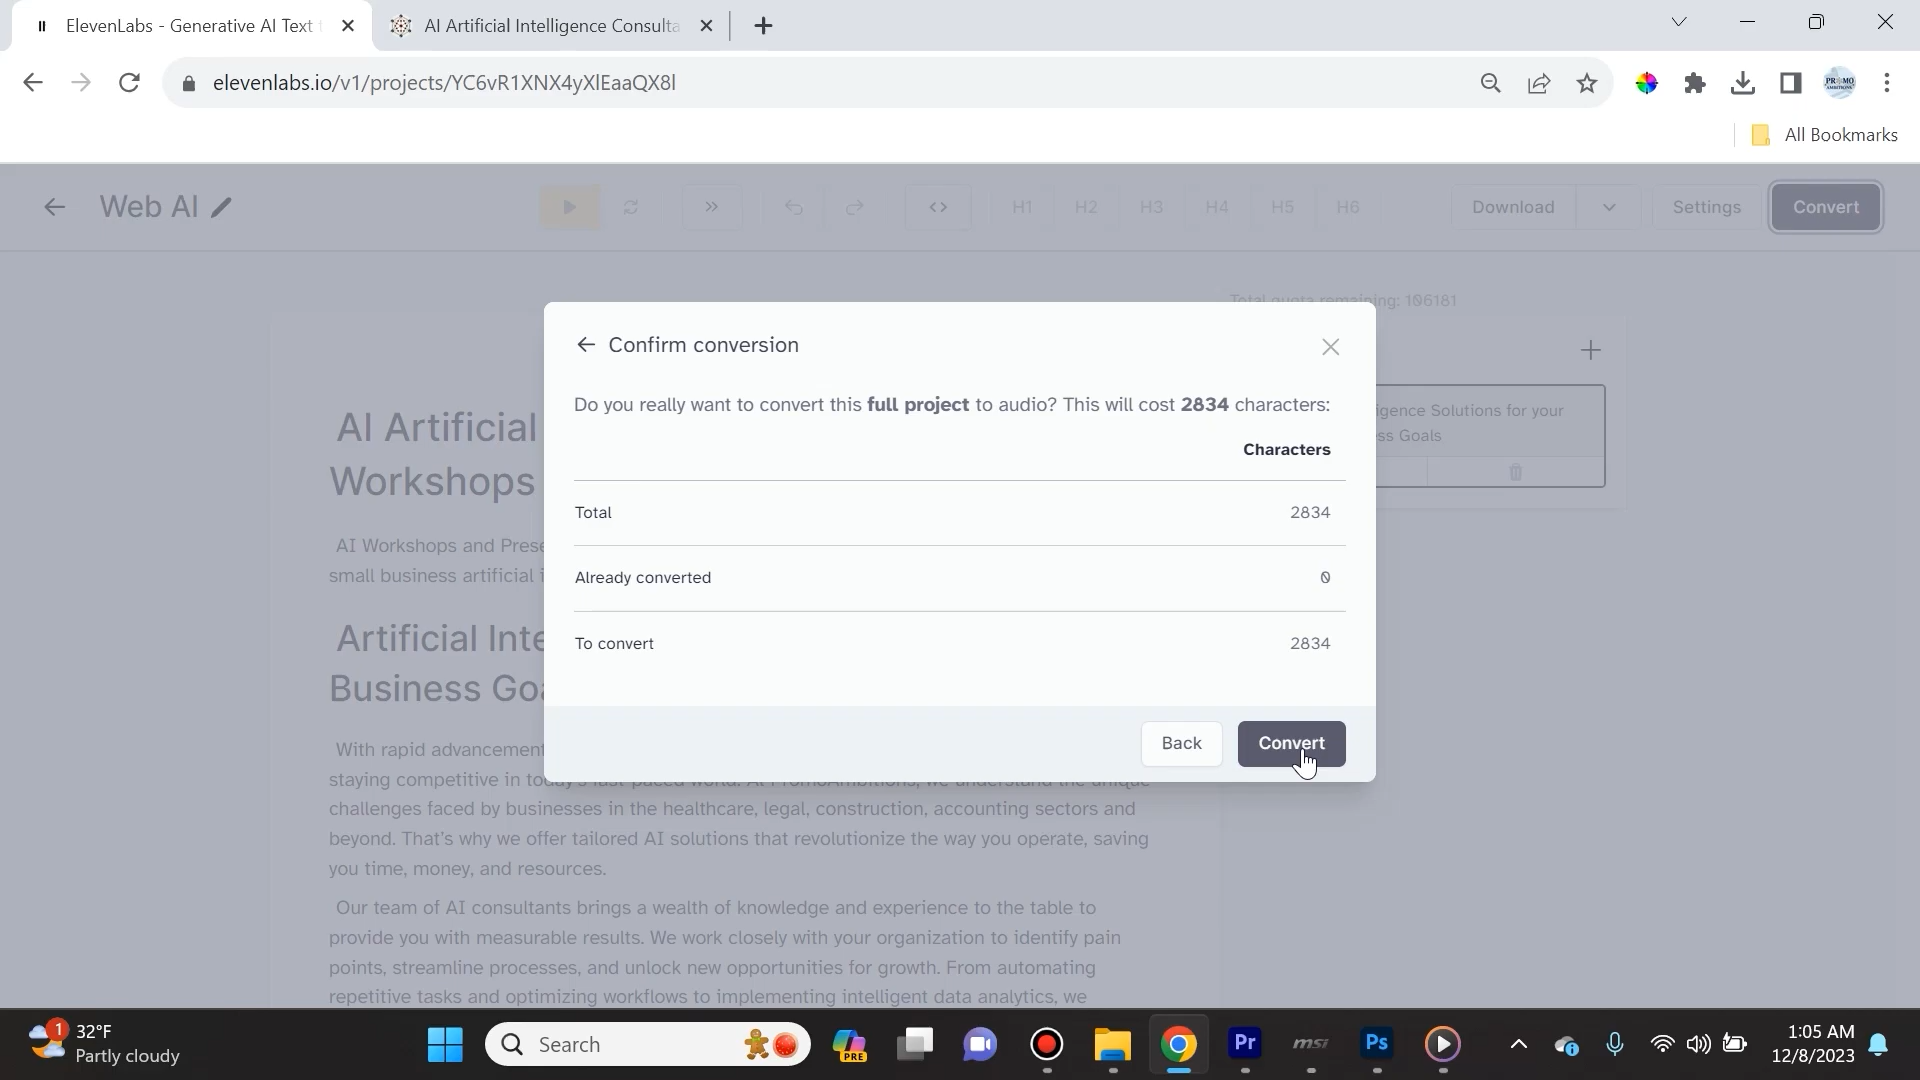 ElevenLabs - Generative AI Text t
AI Artificial Intelligence Consulta
elevenlabs.io/v1/projects/YC6vR1XNX4yXlEaaQX8l
PROMO
AMBITIONS
All Bookmarks
Web AI
H1 H2 H3 H4 H5 H6
Download
Settings
Convert
Total quota remaining: 106181
Confirm conversion
Do you really want to convert this full project to audio? This will cost 2834 characters:
Characters
Total 2834
Already converted 0
To convert 2834
Back
Convert
igence Solutions for your
ss Goals
AI Artificial
Workshops
AI Workshops and Prese
small business artificial i
Artificial Inte
Business Goa
With rapid advancement
staying competitive in today's fast-paced world. At PromoAmbitions, we understand the unique
challenges faced by businesses in the healthcare, legal, construction, accounting sectors and
beyond. That's why we offer tailored AI solutions that revolutionize the way you operate, saving
you time, money, and resources.
Our team of AI consultants brings a wealth of knowledge and experience to the table to
provide you with measurable results. We work closely with your organization to identify pain
points, streamline processes, and unlock new opportunities for growth. From automating
repetitive tasks and optimizing workflows to implementing intelligent data analytics, we
1
32°F
Partly cloudy
Search
PRE
Pr
msi
Ps
1:05 AM
12/8/2023